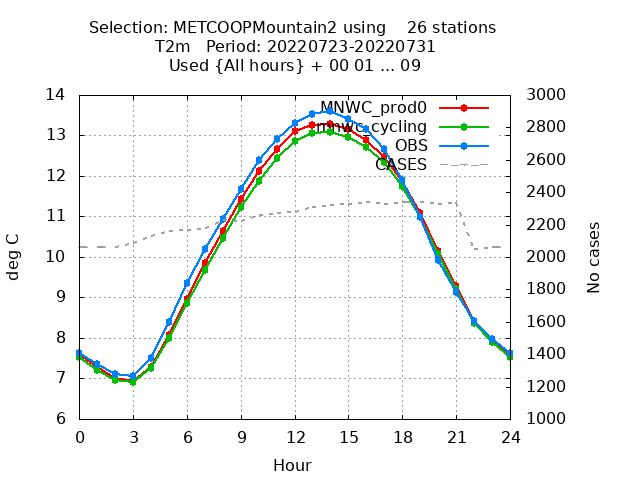 Selection: METCOOPMountain2 using    26 stations
T2m   Period: 20220723-20220731
Used {All hours} + 00 01 ... 09
MNWC_prod0
mnwc_cycling
OBS
CASES
14
13
12
11
10
9
8
7
6
deg C
3000
2800
2600
2400
2200
2000
1800
1600
1400
1200
1000
No cases
0 3 6 9 12 15 18 21 24
Hour